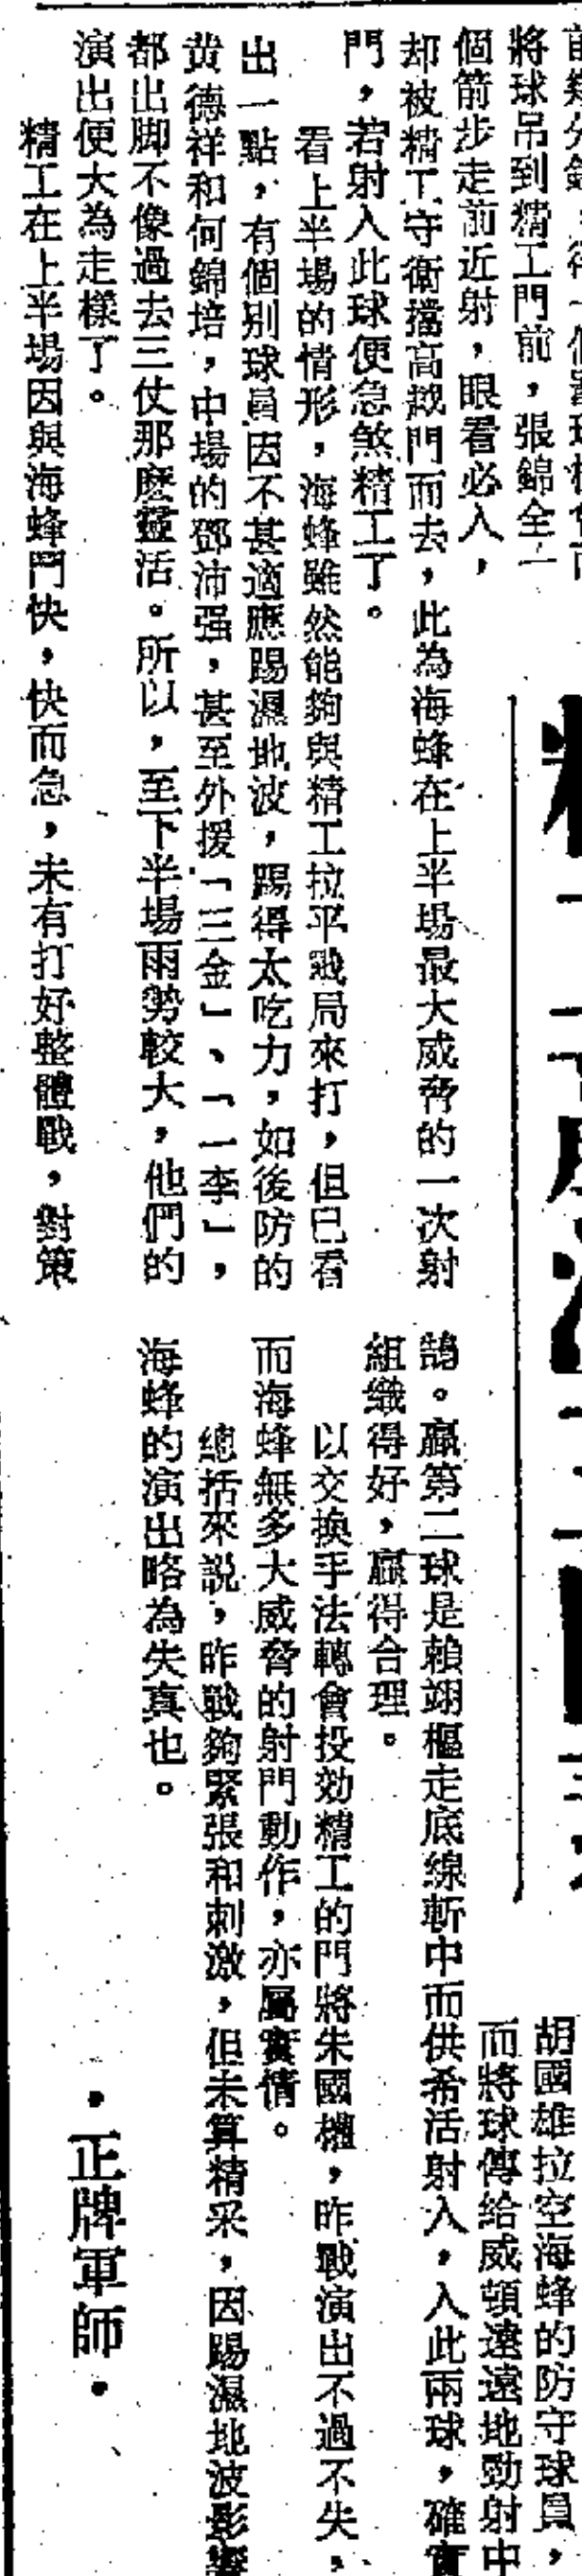 將球吊到精工門前，張錦全一
個箭步走前近射，眼看必入，
却被精工守衛擋高越門而去，此為海蜂在上半場最大威脅的一次射
門，若射入此球便急煞精工了。
看上半場的情形，海蜂雖然能夠與精工拉平戰局來打，但已看
出一點，有個別球員因不甚適應踢濕地波，踢得太吃力，如後防的
黄德祥和何錦培，中場的鄧沛强，甚至外援「三金」、「一李」，
都出脚不像過去三仗那麽靈活。所以，至下半場雨勢較大，他們的
演出便大為走樣了。
精工在上半場因與海蜂鬥快，快而急，未有打好整體戰，對策
胡國雄拉空海蜂的防守球員，
而將球傳給威頓遠遠地勁射中
鵠。贏第二球是賴翊樞走底線斬中而供希活射入，入此兩球，確實
組織得好，贏得合理。
以交換手法轉會投効精工的門將朱國權，昨戰演出不過不失，
而海蜂無多大威脅的射門動作，亦屬實情。
總括來説，昨戰夠緊張和刺激，但未算精采，因踢濕地波影響
海蜂的演出略為失真也。
・正牌軍師・